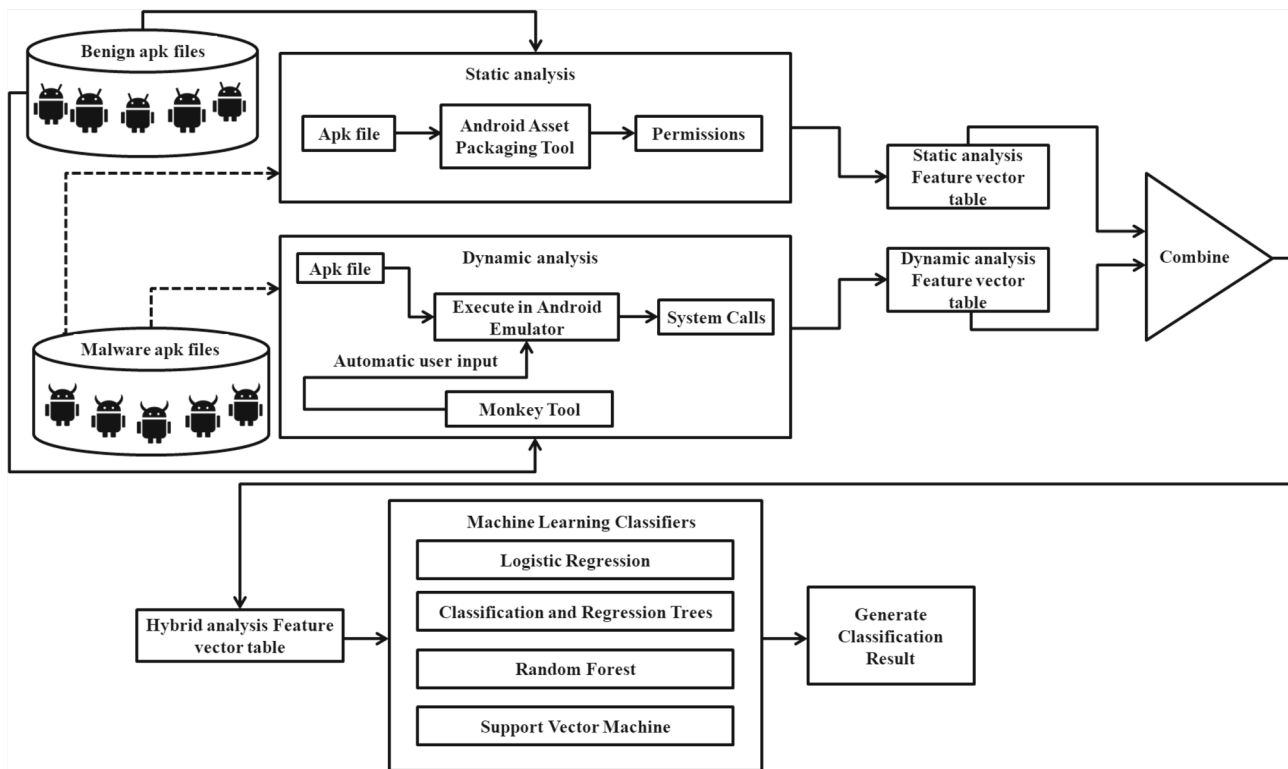 Benign apk files
Static analysis
Apk file
Android Asset
Packaging Tool
Permissions
Static analysis
Feature vector
table
Malware apk files
Dynamic analysis
Apk file
Execute in Android
Emulator
System Calls
Automatic user input
Monkey Tool
Dynamic analysis
Feature vector
table
Combine
Hybrid analysis Feature
vector table
Machine Learning Classifiers
Logistic Regression
Classification and Regression Trees
Random Forest
Support Vector Machine
Generate
Classification
Result